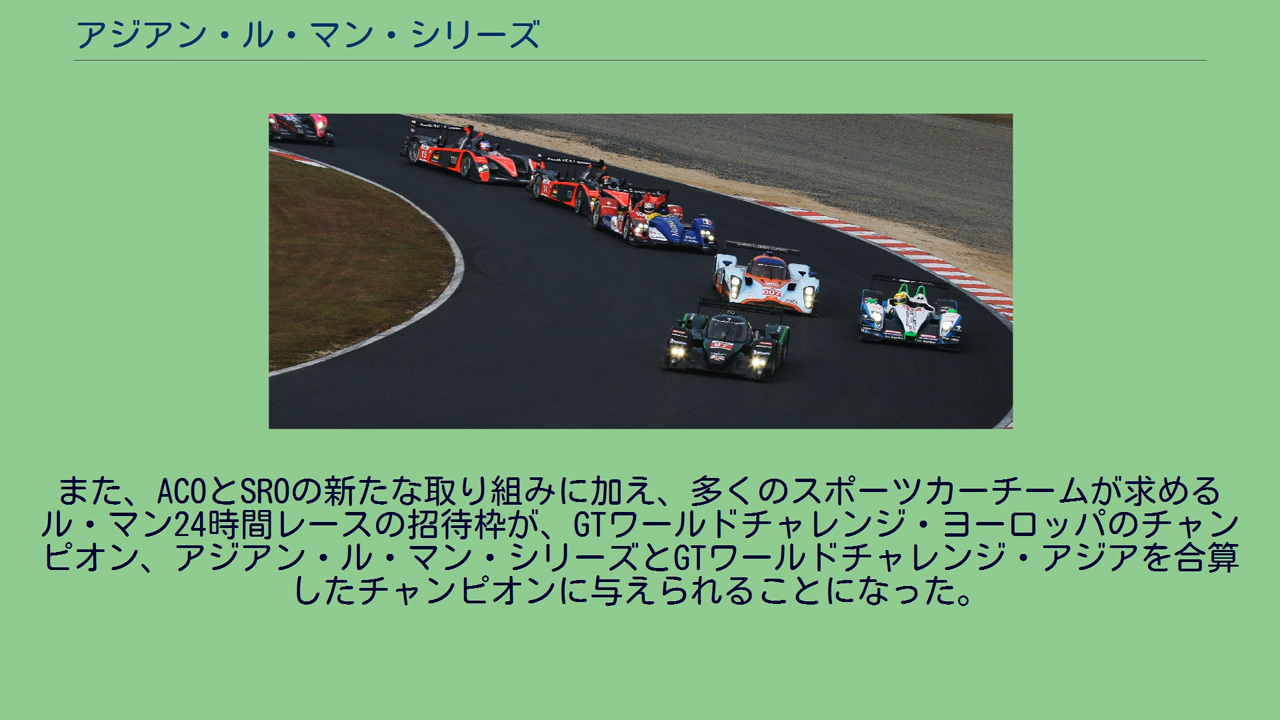 アジアン・ル・マン・シリーズ
007
また、ACOとSROの新たな取り組みに加え、多くのスポーツカーチームが求める
ル・マン24時間レースの招待枠が、GTワールドチャレンジ・ヨーロッパのチャン
ピオン、アジアン・ル・マン・シリーズとGTワールドチャレンジ・アジアを合算
したチャンピオンに与えられることになった。